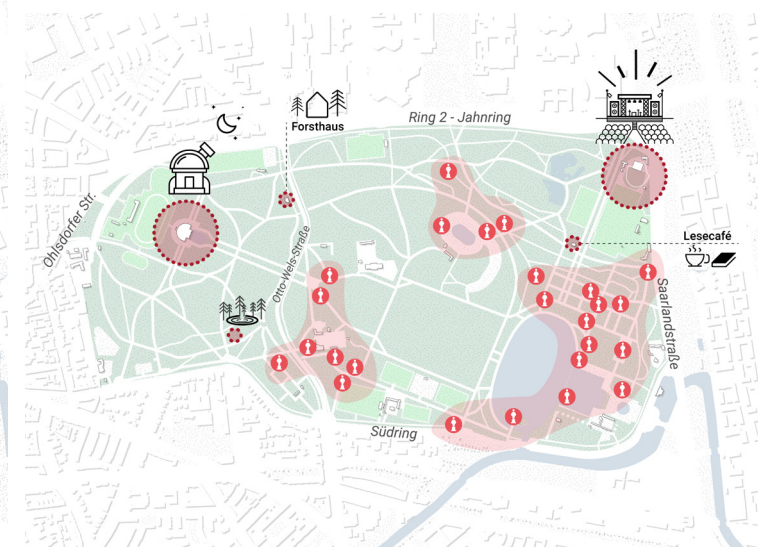 Forsthaus
Ring 2 - Jahnring
Ohlsdorfer Str.
Otto-Wels-Straße
Lesecafé
Saarlandstraße
Südring